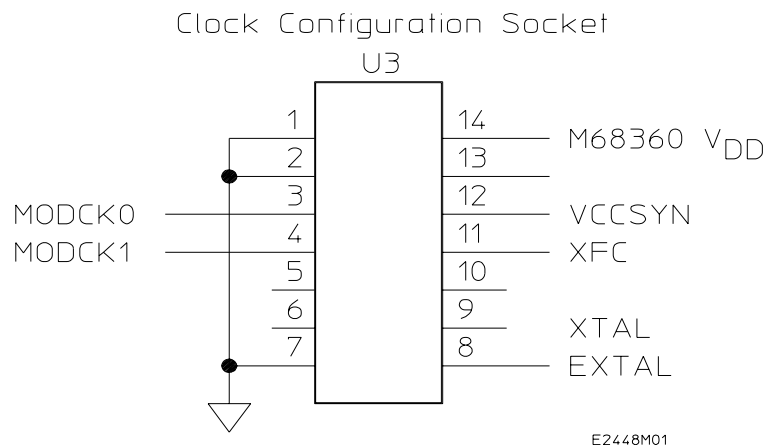 Clock Configuration Socket
U3
1 14 M68360 VDD
2 13
MODCK0 3 12 VCCSYN
MODCK1 4 11 XFC
5 10
6 9 XTAL
7 8 EXTAL
E2448M01